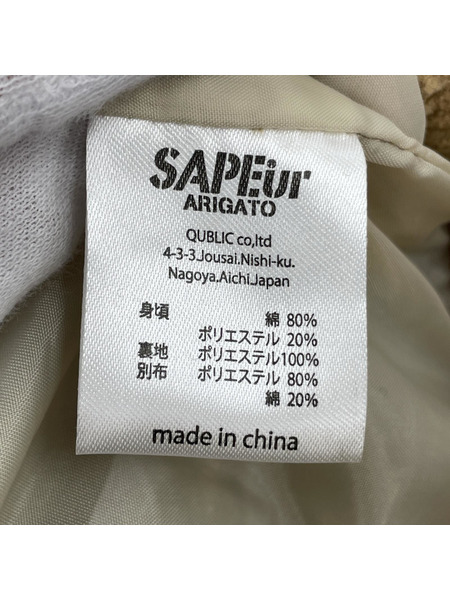 SAPEur
ARIGATO
QUBLIC co,ltd
4-3-3.Jousai.Nishi-ku.
Nagoya.Aichi.Japan
身頃 綿 80%
ポリエステル 20%
裏地 ポリエステル100%
別布 ポリエステル 80%
綿 20%
made in china